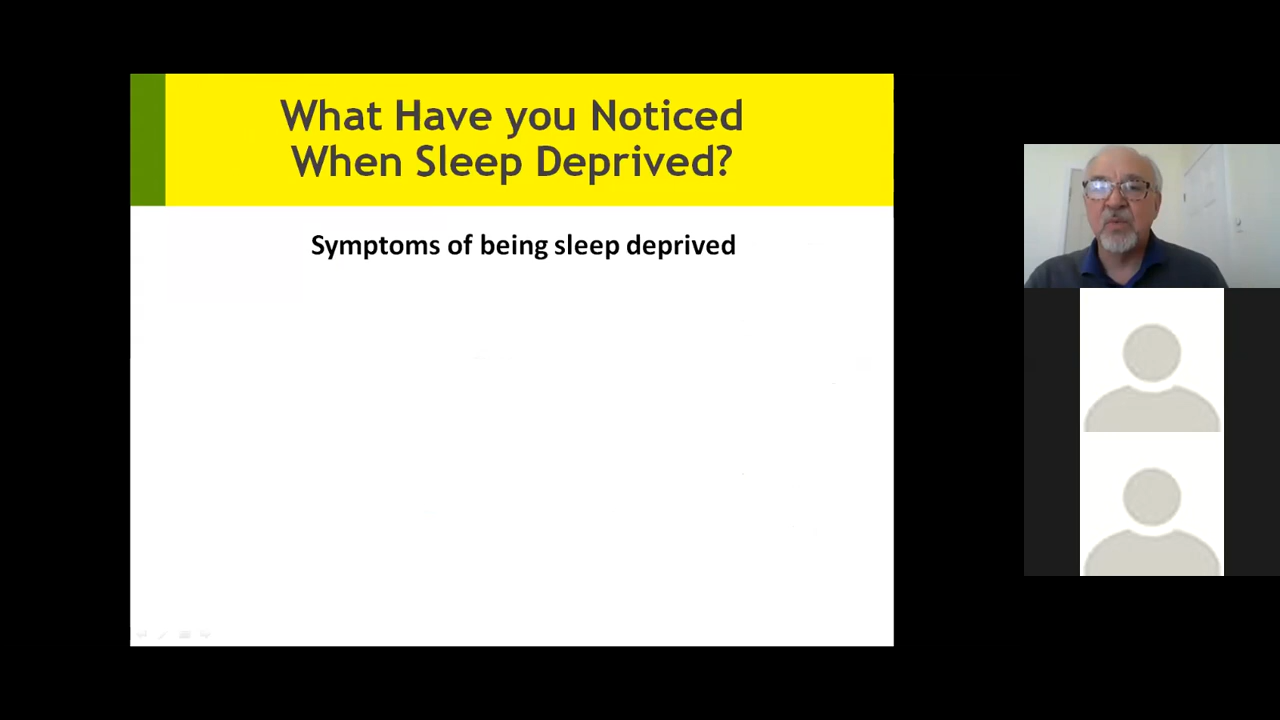 What Have you Noticed
When Sleep Deprived?
Symptoms of being sleep deprived